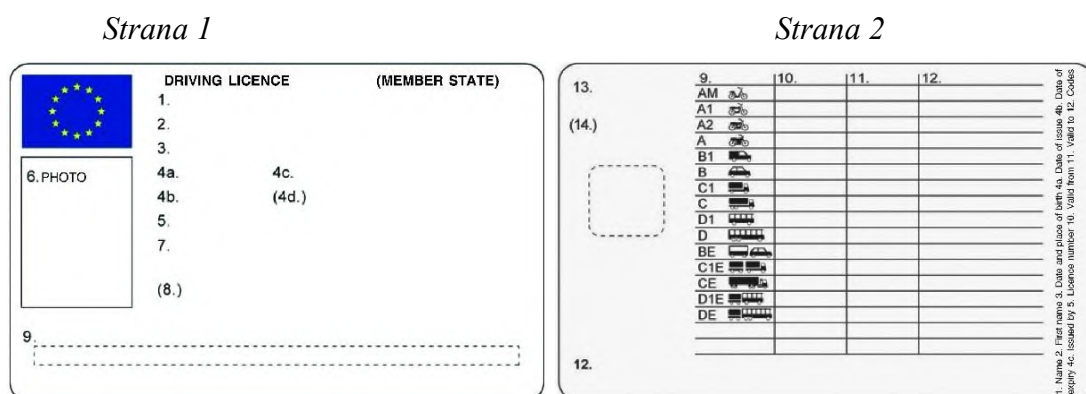 Strana 1
Strana 2
DRIVING LICENCE (MEMBER STATE)
1.
2.
3.
4a. 4c.
4b. (4d.)
5.
7.
(8.)
6. PHOTO
9.
13.
(14.)
12.
9. 10. 11. 12.
AM
A1
A2
A
B1
B
C1
C
D1
D
BE
C1E
CE
D1E
DE
1. Name 2. First name 3. Date and place of birth 4a. Date of issue 4b. Date of
expiry 4c. Issued by 5. Licence number 10. Valid from 11. Valid to 12. Codes